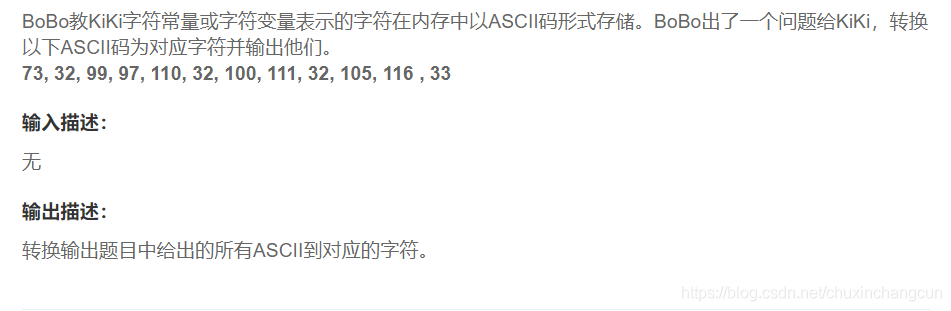 BoBo教KiKi字符常量或字符变量表示的字符在内存中以ASCII码形式存储。BoBo出了一个问题给KiKi，转换
以下ASCII码为对应字符并输出他们。
73, 32, 99, 97, 110, 32, 100, 111, 32, 105, 116 , 33
输入描述：
无
输出描述：
转换输出题目中给出的所有ASCII到对应的字符。
https://blog.csdn.net/chuxinchangcun